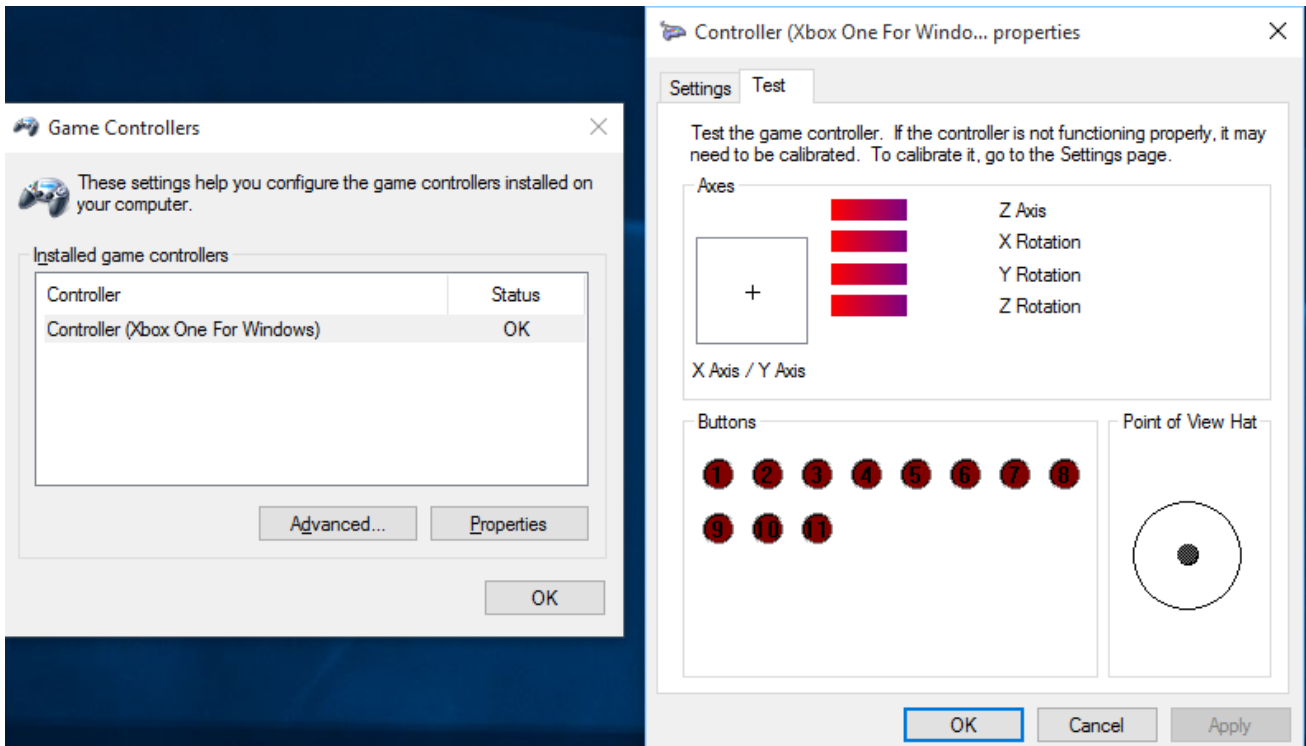 Game Controllers
These settings help you configure the game controllers installed on
your computer.
Installed game controllers
Controller Status
Controller (Xbox One For Windows) OK
Advanced... Properties
OK
Controller (Xbox One For Windo... properties
Settings Test
Test the game controller. If the controller is not functioning properly, it may
need to be calibrated. To calibrate it, go to the Settings page.
Axes
Z Axis
X Rotation
Y Rotation
Z Rotation
X Axis / Y Axis
Buttons
1 2 3 4 5 6 7 8
9 10 11
Point of View Hat
OK Cancel Apply